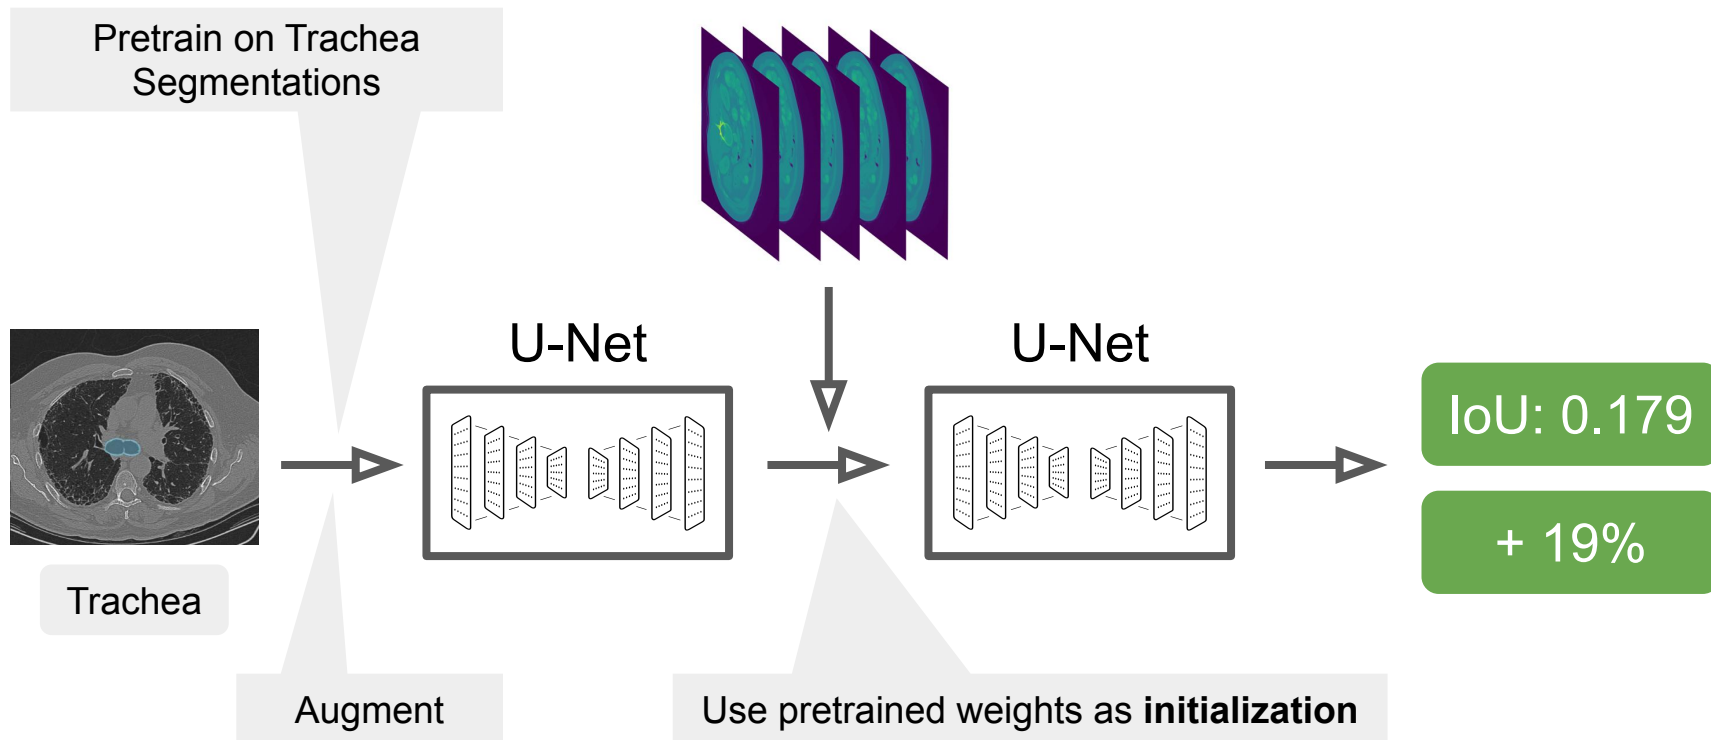 Pretrain on Trachea
Segmentations
U-Net
U-Net
IoU: 0.179
+ 19%
Trachea
Augment
Use pretrained weights as initialization